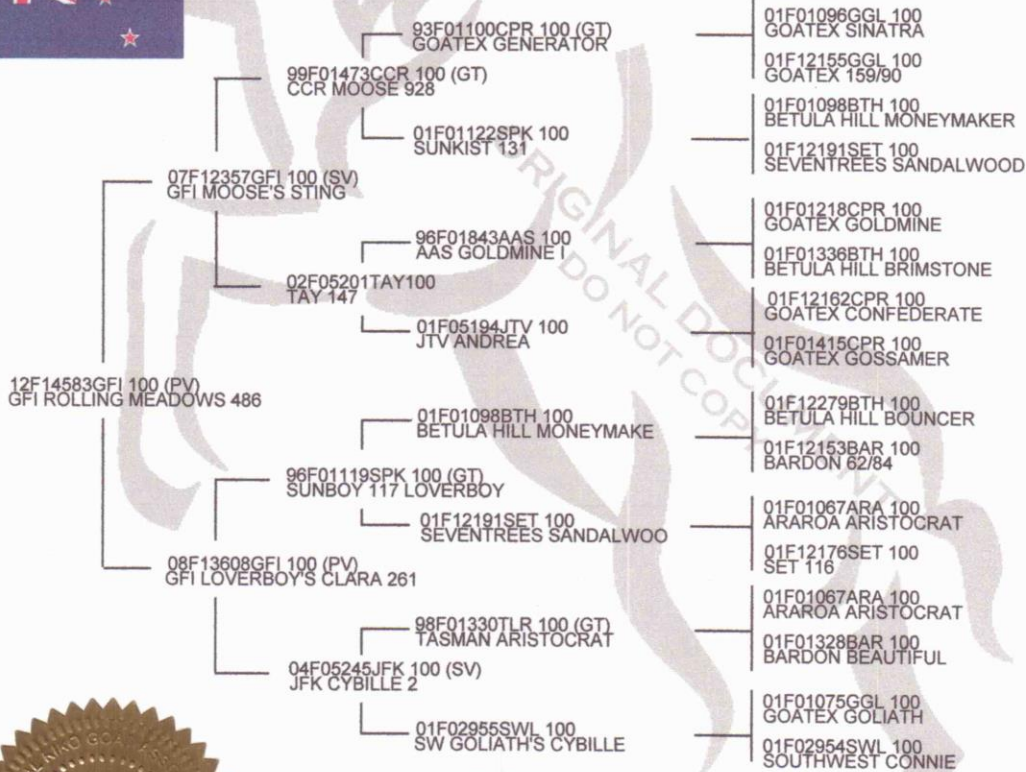 01F01096GGL 100
GOATEX SINATRA
93F01100CPR 100 (GT)
GOATEX GENERATOR
01F12155GGL 100
GOATEX 159/90
99F01473CCR 100 (GT)
CCR MOOSE 928
01F01098BTH 100
BETULA HILL MONEYMAKER
01F01122SPK 100
SUNKIST 131
01F12191SET 100
SEVENTREES SANDALWOOD
07F12357GFI 100 (SV)
GFI MOOSE'S STING
01F01218CPR 100
GOATEX GOLDMINE
96F01843AAS 100
AAS GOLDMINE I
01F01336BTH 100
BETULA HILL BRIMSTONE
02F05201TAY100
TAY 147
01F12162CPR 100
GOATEX CONFEDERATE
01F05194JTV 100
JTV ANDREA
01F01415CPR 100
GOATEX GOSSAMER
12F14583GFI 100 (PV)
GFI ROLLING MEADOWS 486
01F12279BTH 100
BETULA HILL BOUNCER
01F01098BTH 100
BETULA HILL MONEYMAKE
01F12153BAR 100
BARDON 62/84
96F01119SPK 100 (GT)
SUNBOY 117 LOVERBOY
01F01067ARA 100
ARAROA ARISTOCRAT
01F12191SET 100
SEVENTREES SANDALWOO
01F12176SET 100
SET 116
08F13608GFI 100 (PV)
GFI LOVERBOY'S CLARA 261
01F01067ARA 100
ARAROA ARISTOCRAT
98F01330TLR 100 (GT)
TASMAN ARISTOCRAT
01F01328BAR 100
BARDON BEAUTIFUL
04F05245JFK 100 (SV)
JFK CYBILLE 2
01F01075GGL 100
GOATEX GOLIATH
01F02955SWL 100
SW GOLIATH'S CYBILLE
01F02954SWL 100
SOUTHWEST CONNIE
ORIGINAL DOCUMENT
DO NOT COPY
KIKO GOAT